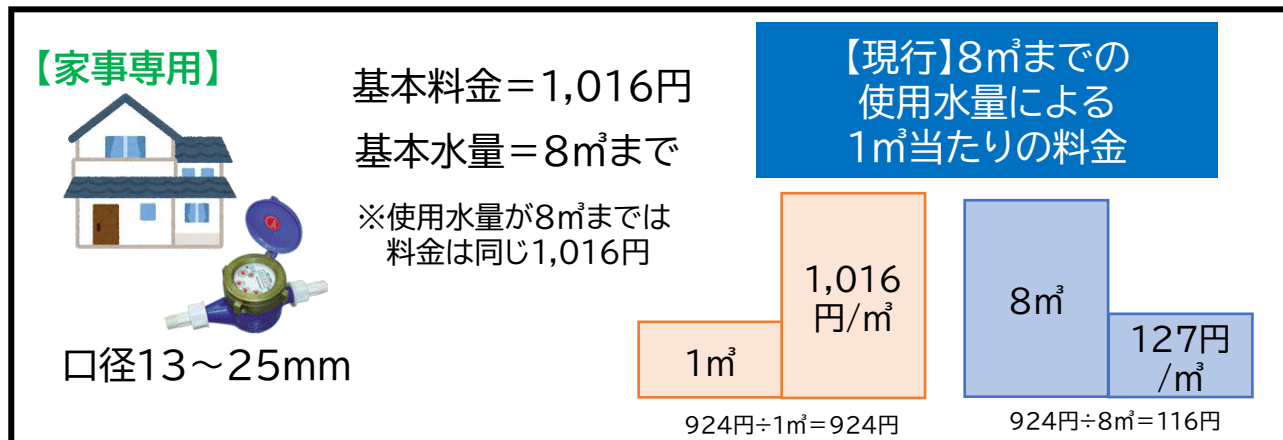 【家事専用】
基本料金＝1,016円
基本水量＝8㎥まで
※使用水量が8㎥までは
料金は同じ1,016円
口径13～25mm
【現行】8㎥までの
使用水量による
1㎥当たりの料金
1㎥
1,016
円/㎥
924円÷1㎥＝924円
8㎥
127円
/㎥
924円÷8㎥＝116円